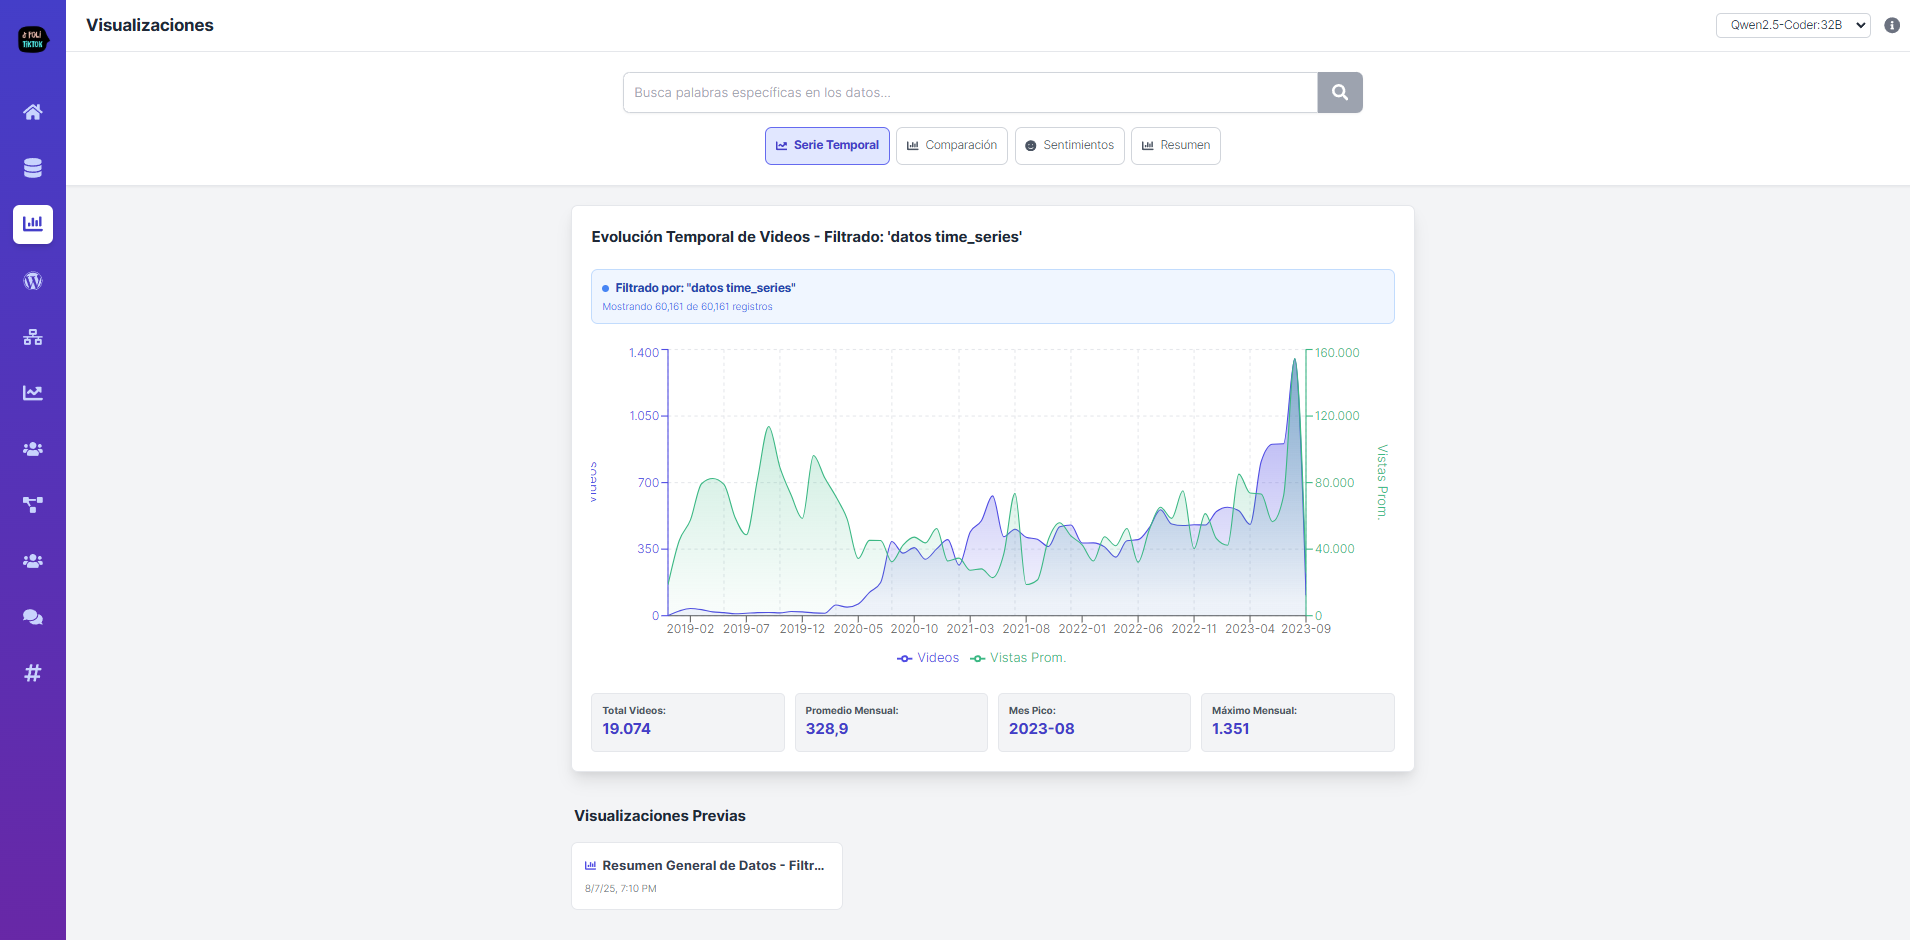 ¿POLI
TIKTOK
Visualizaciones
Qwen2.5-Coder:32B
Busca palabras específicas en los datos...
Serie Temporal
Comparación
Sentimientos
Resumen
Evolución Temporal de Videos - Filtrado: 'datos time_series'
Filtrado por: "datos time_series"
Mostrando 60,161 de 60,161 registros
1.400
1.050
700
350
0
Videos
160.000
120.000
80.000
40.000
0
Vistas Prom.
2019-02 2019-07 2019-12 2020-05 2020-10 2021-03 2021-08 2022-01 2022-06 2022-11 2023-04 2023-09
Videos Vistas Prom.
Total Videos:
19.074
Promedio Mensual:
328,9
Mes Pico:
2023-08
Máximo Mensual:
1.351
Visualizaciones Previas
Resumen General de Datos - Filtr...
8/7/25, 7:10 PM